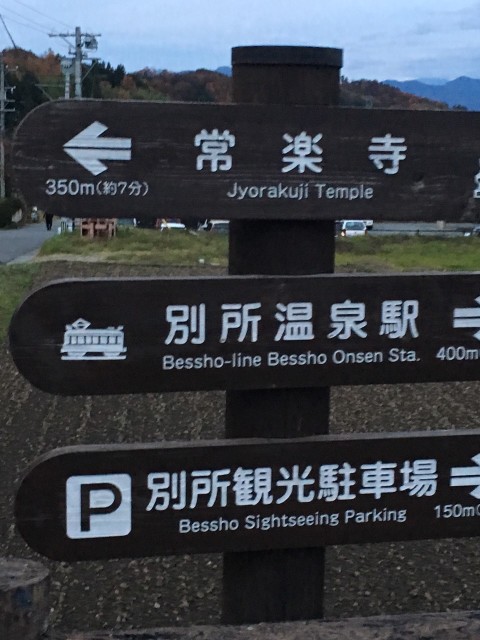 常楽寺
350m(約7分)
Jyorakuji Temple
別所温泉駅
Bessho-line Bessho Onsen Sta.
400m
P 別所観光駐車場
Bessho Sightseeing Parking
150m